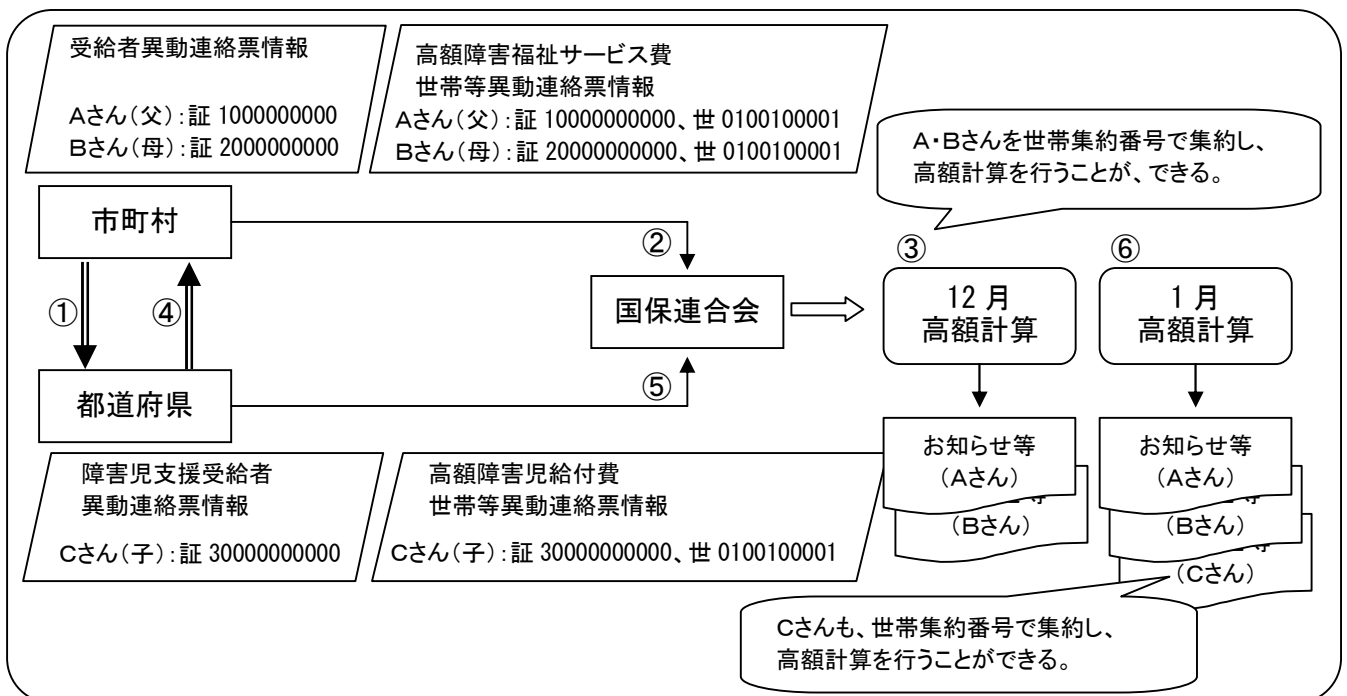 受給者異動連絡票情報
Aさん(父):証 1000000000
Bさん(母):証 2000000000
高額障害福祉サービス費
世帯等異動連絡票情報
Aさん(父):証 10000000000、世 0100100001
Bさん(母):証 20000000000、世 0100100001
A・Bさんを世帯集約番号で集約し、
高額計算を行うことが、できる。
市町村
①
④
都道府県
②
国保連合会
⑤
③
12 月
高額計算
⑥
1 月
高額計算
お知らせ等
(Aさん)
(Bさん)
お知らせ等
(Aさん)
等
(Bさん)
等
(Cさん)
障害児支援受給者
異動連絡票情報
Cさん(子):証 30000000000
高額障害児給付費
世帯等異動連絡票情報
Cさん(子):証 30000000000、世 0100100001
Cさんも、世帯集約番号で集約し、
高額計算を行うことができる。